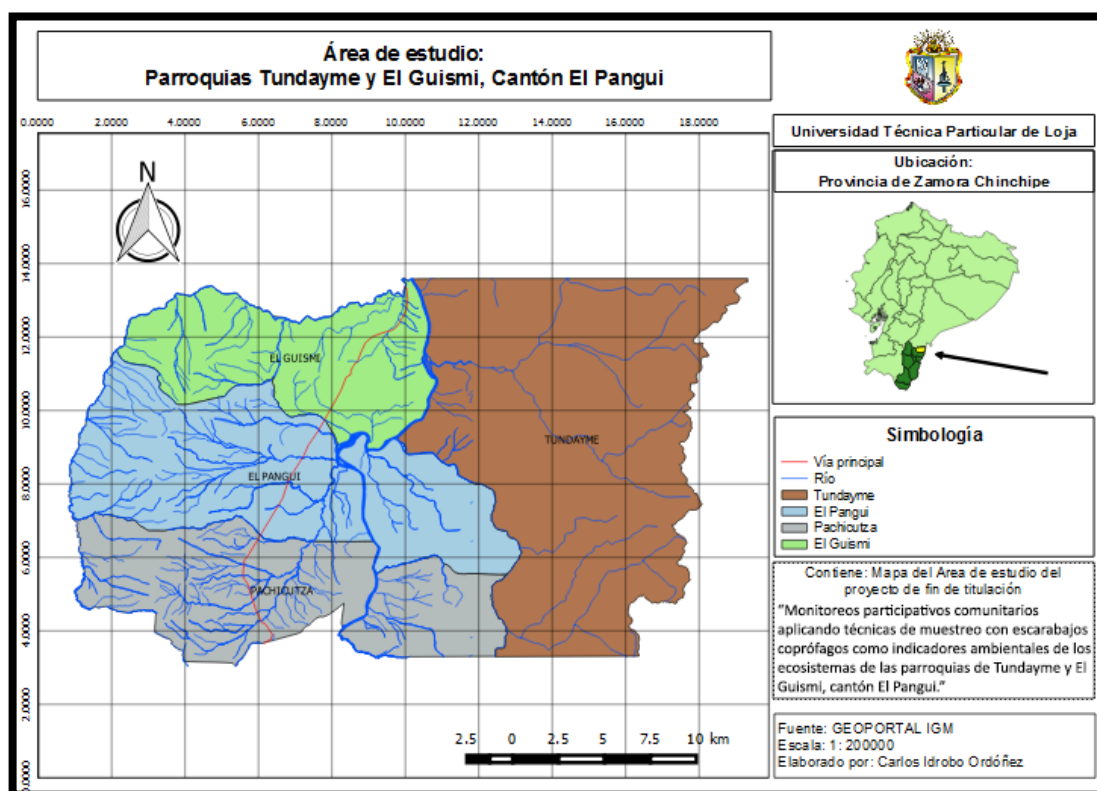 Área de estudio:
Parroquias Tundayme y El Guismi, Cantón El Pangui
Universidad Técnica Particular de Loja
Ubicación:
Provincia de Zamora Chinchipe
0.0000 2.0000 4.0000 6.0000 8.0000 10.0000 12.0000 14.0000 16.0000 18.0000
16.0000
14.0000
12.0000
10.0000
8.0000
6.0000
4.0000
2.0000
0.0000
N
EL GUISMI
TUNDAYME
EL PANGUI
PACHICUTZA
2.5 0 2.5 5 7.5 10 km
Simbología
Vía principal
Río
Tundayme
El Pangui
Pachicutza
El Guismi
Contiene: Mapa del Area de estudio del
proyecto de fin de titulación
"Monitoreos participativos comunitarios
aplicando técnicas de muestreo con escarabajos
coprófagos como indicadores ambientales de los
ecosistemas de las parroquias de Tundayme y El
Guismi, cantón El Pangui."
Fuente: GEOPORTAL IGM
Escala: 1: 200000
Elaborado por: Carlos Idrobo Ordóñez